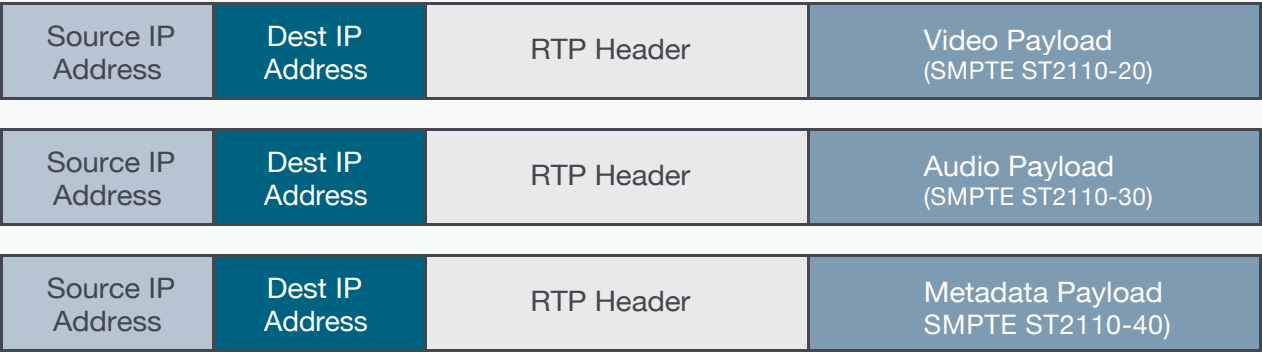 Source IP
Address
Dest IP
Address
RTP Header
Video Payload
(SMPTE ST2110-20)
Source IP
Address
Dest IP
Address
RTP Header
Audio Payload
(SMPTE ST2110-30)
Source IP
Address
Dest IP
Address
RTP Header
Metadata Payload
SMPTE ST2110-40)